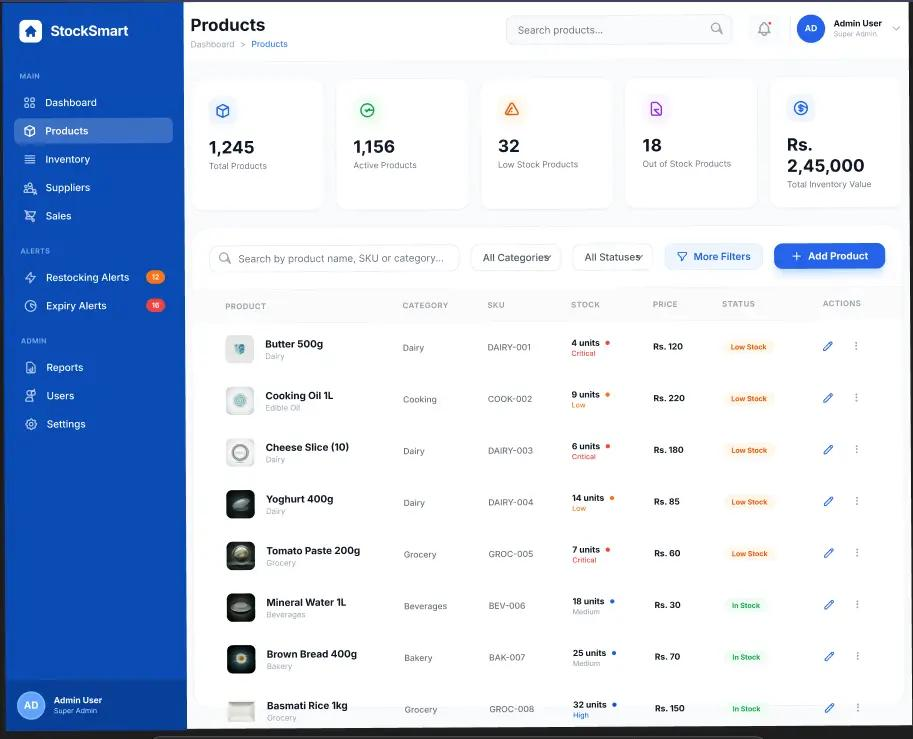 StockSmart
MAIN
Dashboard
Products
Inventory
Suppliers
Sales
ALERTS
Restocking Alerts 12
Expiry Alerts 16
ADMIN
Reports
Users
Settings
AD
Admin User
Super Admin
Products
Dashboard > Products
Search products...
AD
Admin User
Super Admin
1,245
Total Products
1,156
Active Products
32
Low Stock Products
18
Out of Stock Products
Rs.
2,45,000
Total Inventory Value
Search by product name, SKU or category...
All Categories
All Statuses
More Filters
+ Add Product
PRODUCT CATEGORY SKU STOCK PRICE STATUS ACTIONS
Butter 500g
Dairy
Dairy DAIRY-001
4 units
Critical
Rs. 120 Low Stock
Cooking Oil 1L
Edible Oil
Cooking COOK-002
9 units
Low
Rs. 220 Low Stock
Cheese Slice (10)
Dairy
Dairy DAIRY-003
6 units
Critical
Rs. 180 Low Stock
Yoghurt 400g
Dairy
Dairy DAIRY-004
14 units
Low
Rs. 85 Low Stock
Tomato Paste 200g
Grocery
Grocery GROC-005
7 units
Critical
Rs. 60 Low Stock
Mineral Water 1L
Beverages
Beverages BEV-006
18 units
Medium
Rs. 30 In Stock
Brown Bread 400g
Bakery
Bakery BAK-007
25 units
Medium
Rs. 70 In Stock
Basmati Rice 1kg
Grocery
Grocery GROC-008
32 units
High
Rs. 150 In Stock